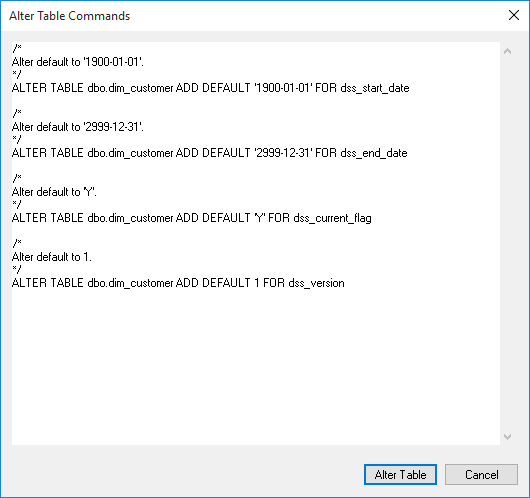 Alter Table Commands
/*
Alter default to '1900-01-01'.
*/
ALTER TABLE dbo.dim_customer ADD DEFAULT '1900-01-01' FOR dss_start_date
/*
Alter default to '2999-12-31'.
*/
ALTER TABLE dbo.dim_customer ADD DEFAULT '2999-12-31' FOR dss_end_date
/*
Alter default to 'Y'.
*/
ALTER TABLE dbo.dim_customer ADD DEFAULT 'Y' FOR dss_current_flag
/*
Alter default to 1.
*/
ALTER TABLE dbo.dim_customer ADD DEFAULT 1 FOR dss_version
Alter Table Cancel